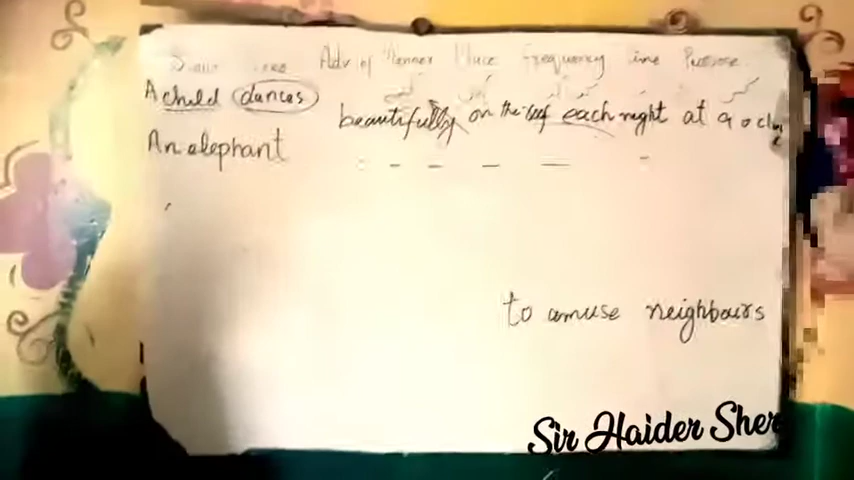 Adv of Manner Place Frequency Time Purpose
A child dances beautifully on the roof each night at 9 o cloc
An elephant
to amuse neighbours
Sir Haider Sher